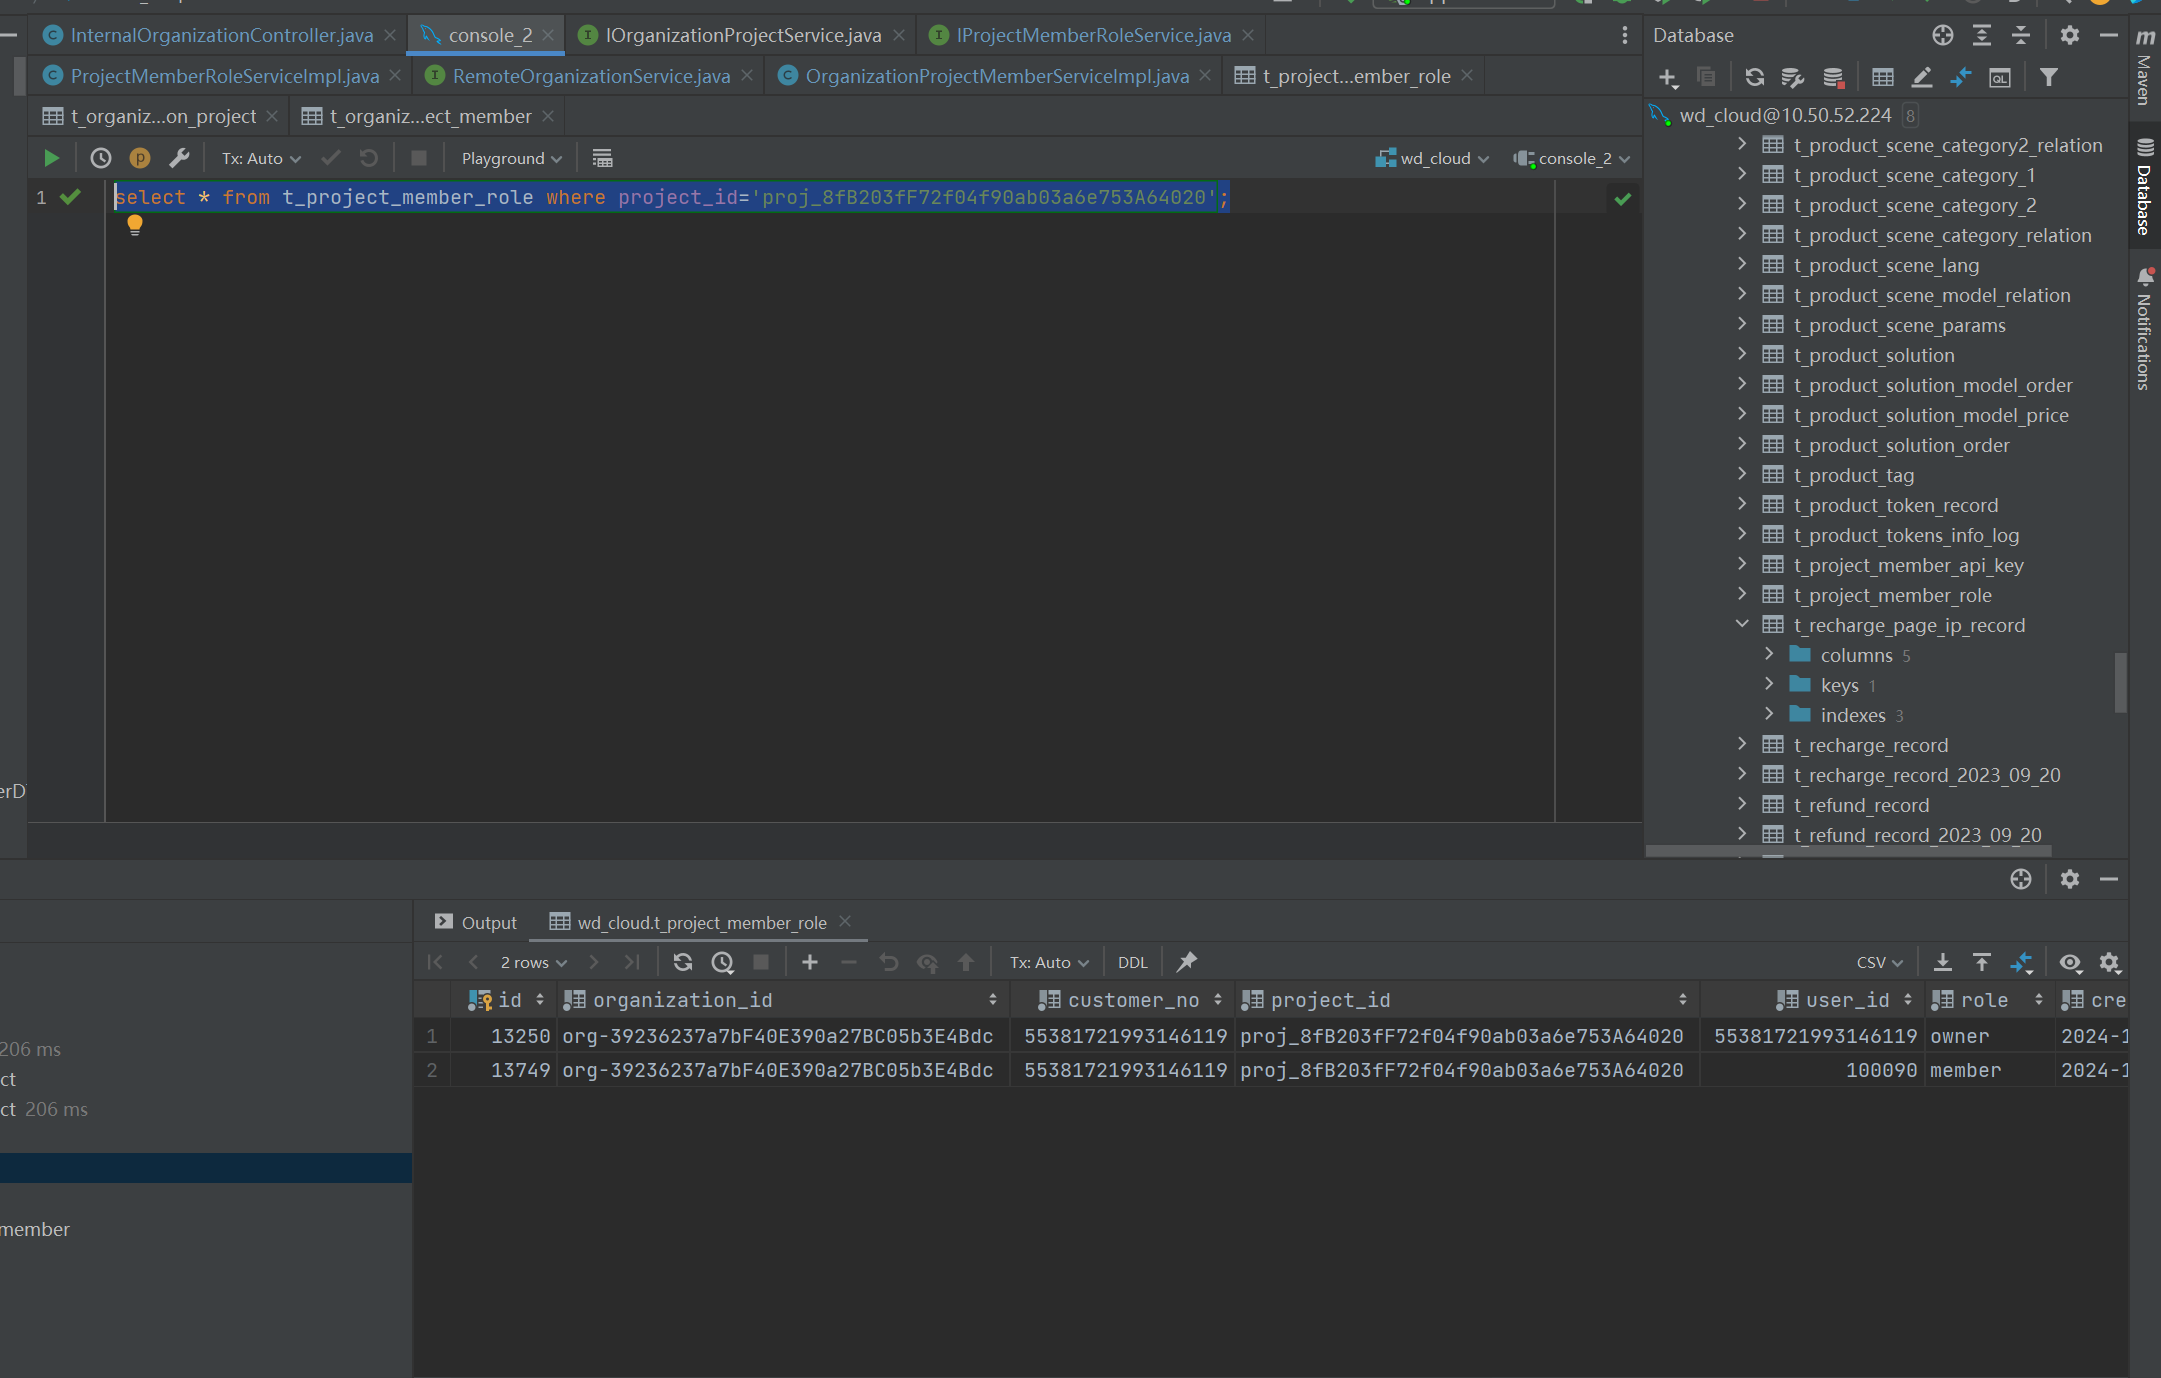 InternalOrganizationController.java
console_2
IOrganizationProjectService.java
IProjectMemberRoleService.java
ProjectMemberRoleServiceImpl.java
RemoteOrganizationService.java
OrganizationProjectMemberServiceImpl.java
t_project...ember_role
t_organiz...on_project
t_organiz...ect_member
Tx: Auto
Playground
wd_cloud
console_2
1 select * from t_project_member_role where project_id='proj_8fB203fF72f04f90ab03a6e753A64020';
Database
wd_cloud@10.50.52.224 8
t_product_scene_category2_relation
t_product_scene_category_1
t_product_scene_category_2
t_product_scene_category_relation
t_product_scene_lang
t_product_scene_model_relation
t_product_scene_params
t_product_solution
t_product_solution_model_order
t_product_solution_model_price
t_product_solution_order
t_product_tag
t_product_token_record
t_product_tokens_info_log
t_project_member_api_key
t_project_member_role
t_recharge_page_ip_record
columns 5
keys 1
indexes 3
t_recharge_record
t_recharge_record_2023_09_20
t_refund_record
t_refund_record_2023_09_20
Maven
Database
Notifications
erD
206 ms
ct
ct 206 ms
member
Output
wd_cloud.t_project_member_role
2 rows
Tx: Auto
DDL
CSV
id organization_id customer_no project_id user_id role cre
1 13250 org-39236237a7bF40E390a27BC05b3E4Bdc 55381721993146119 proj_8fB203fF72f04f90ab03a6e753A64020 55381721993146119 owner 2024-1
2 13749 org-39236237a7bF40E390a27BC05b3E4Bdc 55381721993146119 proj_8fB203fF72f04f90ab03a6e753A64020 100090 member 2024-1